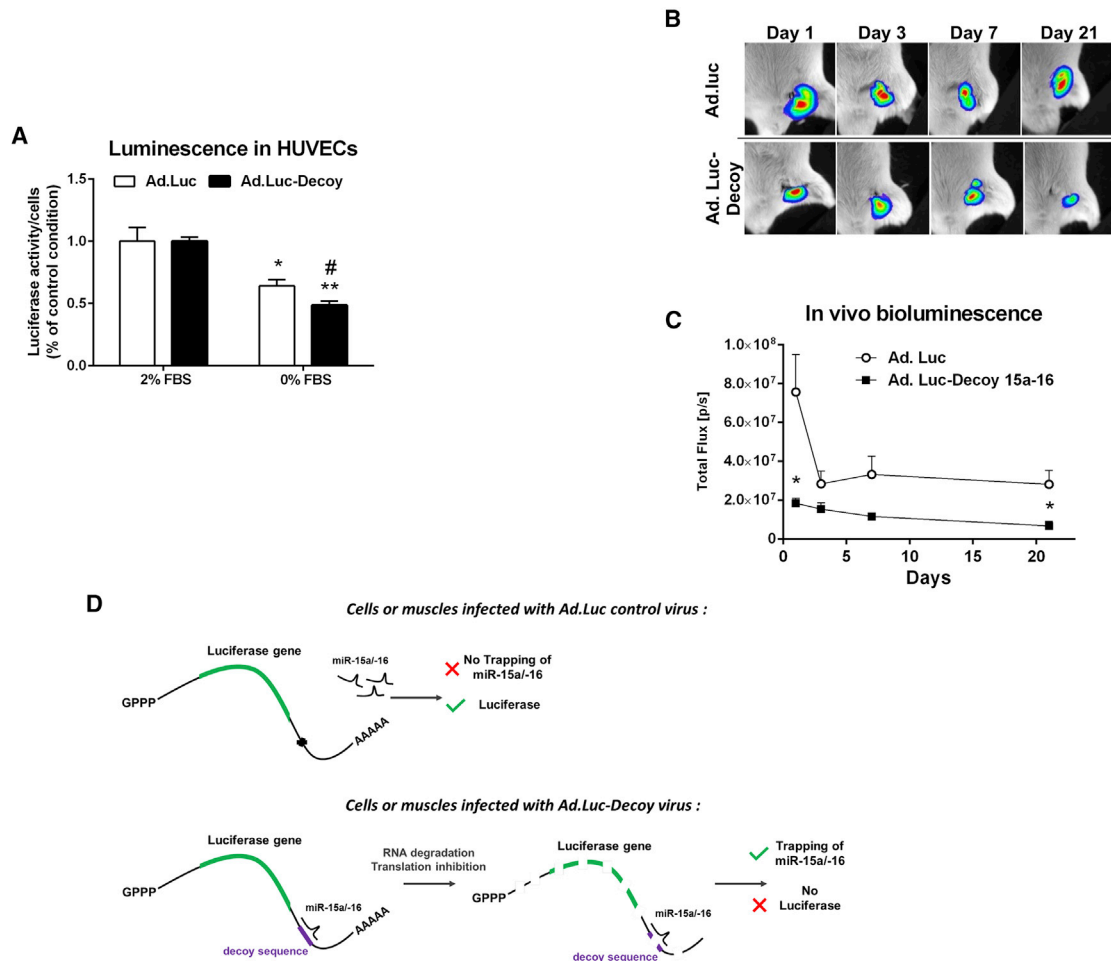 A
Luminescence in HUVECs
Ad.Luc
Ad.Luc-Decoy
Luciferase activity/cells
(% of control condition)
1.5
1.0
0.5
0.0
*
#
**
2% FBS
0% FBS
B
Day 1
Day 3
Day 7
Day 21
Ad.luc
Ad. Luc-
Decoy
C
In vivo bioluminescence
Ad. Luc
Ad. Luc-Decoy 15a-16
Total Flux [p/s]
1.0×10⁸
8.0×10⁷
6.0×10⁷
4.0×10⁷
2.0×10⁷
0
*
*
0
5
10
15
20
Days
D
Cells or muscles infected with Ad.Luc control virus :
Luciferase gene
GPPP
AAAAA
miR-15a/-16
No Trapping of
miR-15a/-16
Luciferase
Cells or muscles infected with Ad.Luc-Decoy virus :
Luciferase gene
GPPP
AAAAA
miR-15a/-16
decoy sequence
RNA degradation
Translation inhibition
Luciferase gene
GPPP
miR-15a/-16
decoy sequence
Trapping of
miR-15a/-16
No
Luciferase